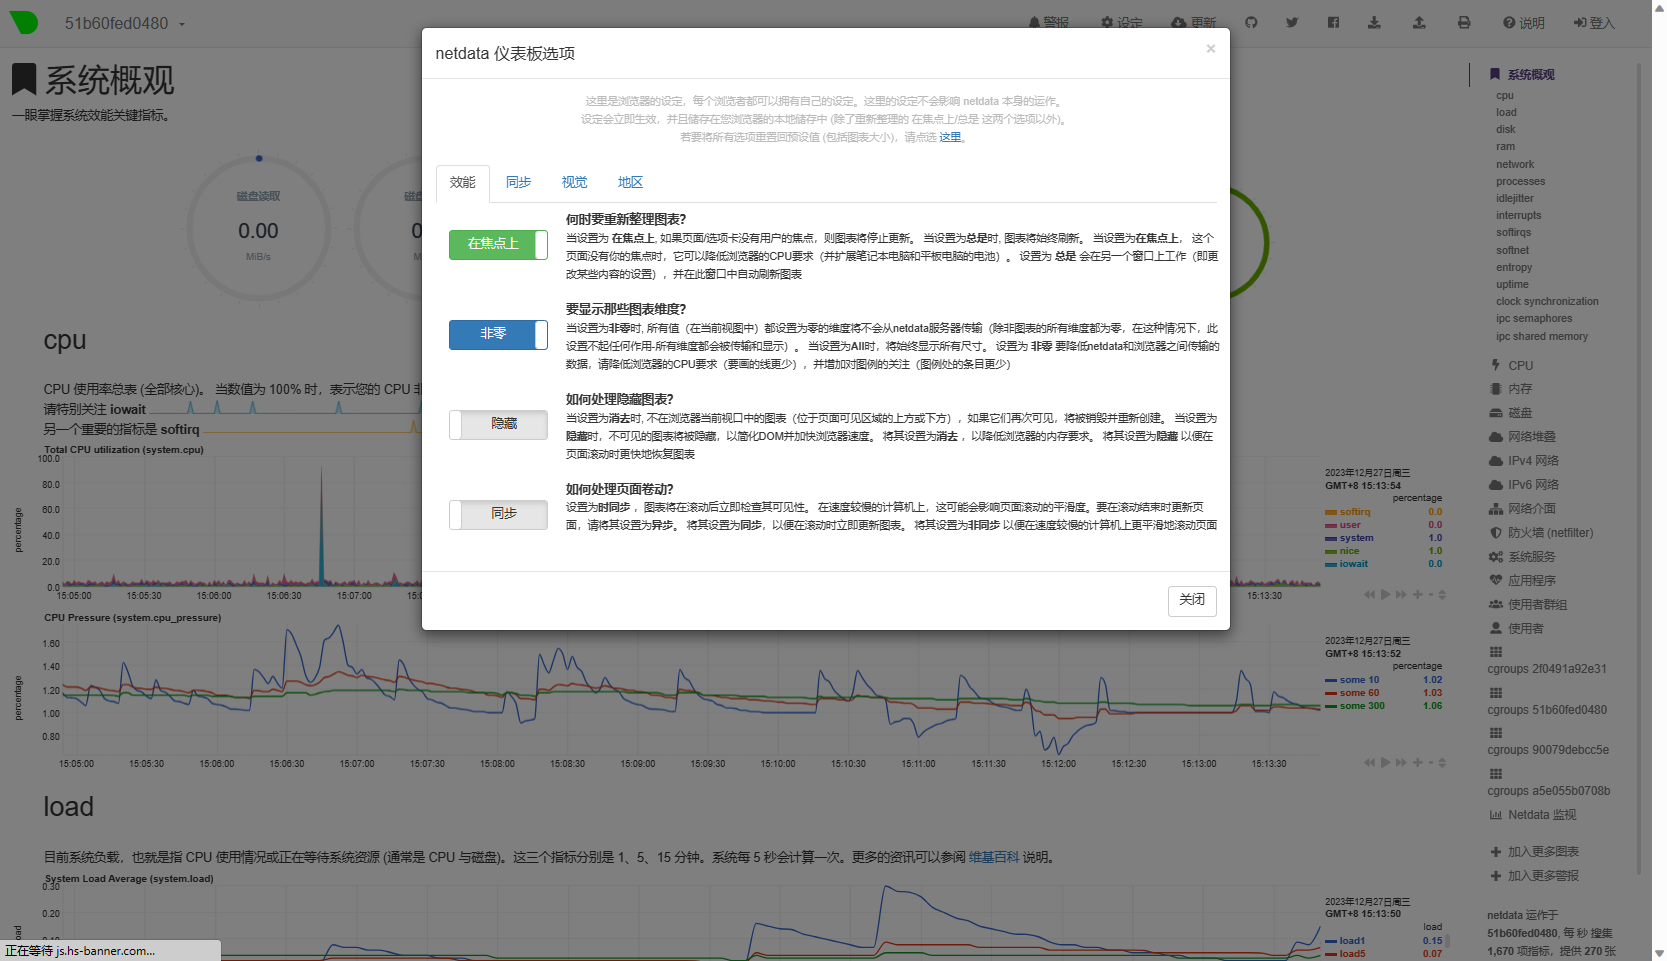 51b60fed0480
警报
设定
更新
说明
登入
系统概观
一眼掌握系统效能关键指标。
磁盘读取
0.00
MiB/s
netdata 仪表板选项
×
这里是浏览器的设定，每个浏览者都可以拥有自己的设定。这里的设定不会影响 netdata 本身的运作。
设定会立即生效，并且储存在您浏览器的本地储存中 (除了重新整理的 在焦点上/总是 这两个选项以外)。
若要将所有选项重置回预设值 (包括图表大小)，请点选 这里。
效能
同步
视觉
地区
何时要重新整理图表?
在焦点上
当设置为 在焦点上, 如果页面/选项卡没有用户的焦点，则图表将停止更新。 当设置为总是时, 图表将始终刷新。 当设置为在焦点上， 这个
页面没有你的焦点时，它可以降低浏览器的CPU要求（并扩展笔记本电脑和平板电脑的电池）。 设置为 总是 会在另一个窗口上工作（即更
改某些内容的设置），并在此窗口中自动刷新图表
要显示那些图表维度?
非零
当设置为非零时, 所有值（在当前视图中）都设置为零的维度将不会从netdata服务器传输（除非图表的所有维度都为零，在这种情况下，此
设置不起任何作用-所有维度都会被传输和显示）。 当设置为All时，将始终显示所有尺寸。 设置为 非零 要降低netdata和浏览器之间传输的
数据，请降低浏览器的CPU要求（要画的线更少），并增加对图例的关注（图例处的条目更少）
如何处理隐藏图表?
隐藏
当设置为消去时, 不在浏览器当前视口中的图表（位于页面可见区域的上方或下方），如果它们再次可见，将被销毁并重新创建。 当设置为
隐藏时，不可见的图表将被隐藏，以简化DOM并加快浏览器速度。 将其设置为消去 ，以降低浏览器的内存要求。 将其设置为隐藏 以便在
页面滚动时更快地恢复图表
如何处理页面卷动?
同步
设置为时同步 ，图表将在滚动后立即检查其可见性。 在速度较慢的计算机上，这可能会影响页面滚动的平滑度。要在滚动结束时更新页
面，请将其设置为异步。 将其设置为同步，以便在滚动时立即更新图表。 将其设置为非同步 以便在速度较慢的计算机上更平滑地滚动页面
关闭
cpu
CPU 使用率总表 (全部核心)。 当数值为 100% 时，表示您的 CPU
请特别关注 iowait
另一个重要的指标是 softirq
Total CPU utilization (system.cpu)
100.0
80.0
60.0
40.0
20.0
0.0
percentage
15:05:00 15:05:30 15:06:00 15:06:30 15:07:00 15:13:30
2023年12月27日周三
GMT+8 15:13:54
percentage
softirq 0.0
user 0.0
system 1.0
nice 1.0
iowait 0.0
CPU Pressure (system.cpu_pressure)
1.60
1.40
1.20
1.00
0.80
percentage
15:05:00 15:05:30 15:06:00 15:06:30 15:07:00 15:07:30 15:08:00 15:08:30 15:09:00 15:09:30 15:10:00 15:10:30 15:11:00 15:11:30 15:12:00 15:12:30 15:13:00 15:13:30
2023年12月27日周三
GMT+8 15:13:52
percentage
some 10 1.02
some 60 1.03
some 300 1.06
load
目前系统负载，也就是指 CPU 使用情况或正在等待系统资源 (通常是 CPU 与磁盘)。这三个指标分别是 1、5、15 分钟。系统每 5 秒会计算一次。更多的资讯可以参阅 维基百科 说明。
System Load Average (system.load)
0.30
0.20
2023年12月27日周三
GMT+8 15:13:50
load
load1 0.15
load5 0.07
正在等待 js.hs-banner.com...
系统概观
cpu
load
disk
ram
network
processes
idlejitter
interrupts
softirqs
softnet
entropy
uptime
clock synchronization
ipc semaphores
ipc shared memory
CPU
内存
磁盘
网络堆叠
IPv4 网络
IPv6 网络
网络介面
防火墙 (netfilter)
系统服务
应用程序
使用者群组
使用者
cgroups 2f0491a92e31
cgroups 51b60fed0480
cgroups 90079debcc5e
cgroups a5e055b0708b
Netdata 监视
加入更多图表
加入更多警报
netdata 运作于
51b60fed0480, 每 秒 搜集
1,670 项指标，提供 270 张